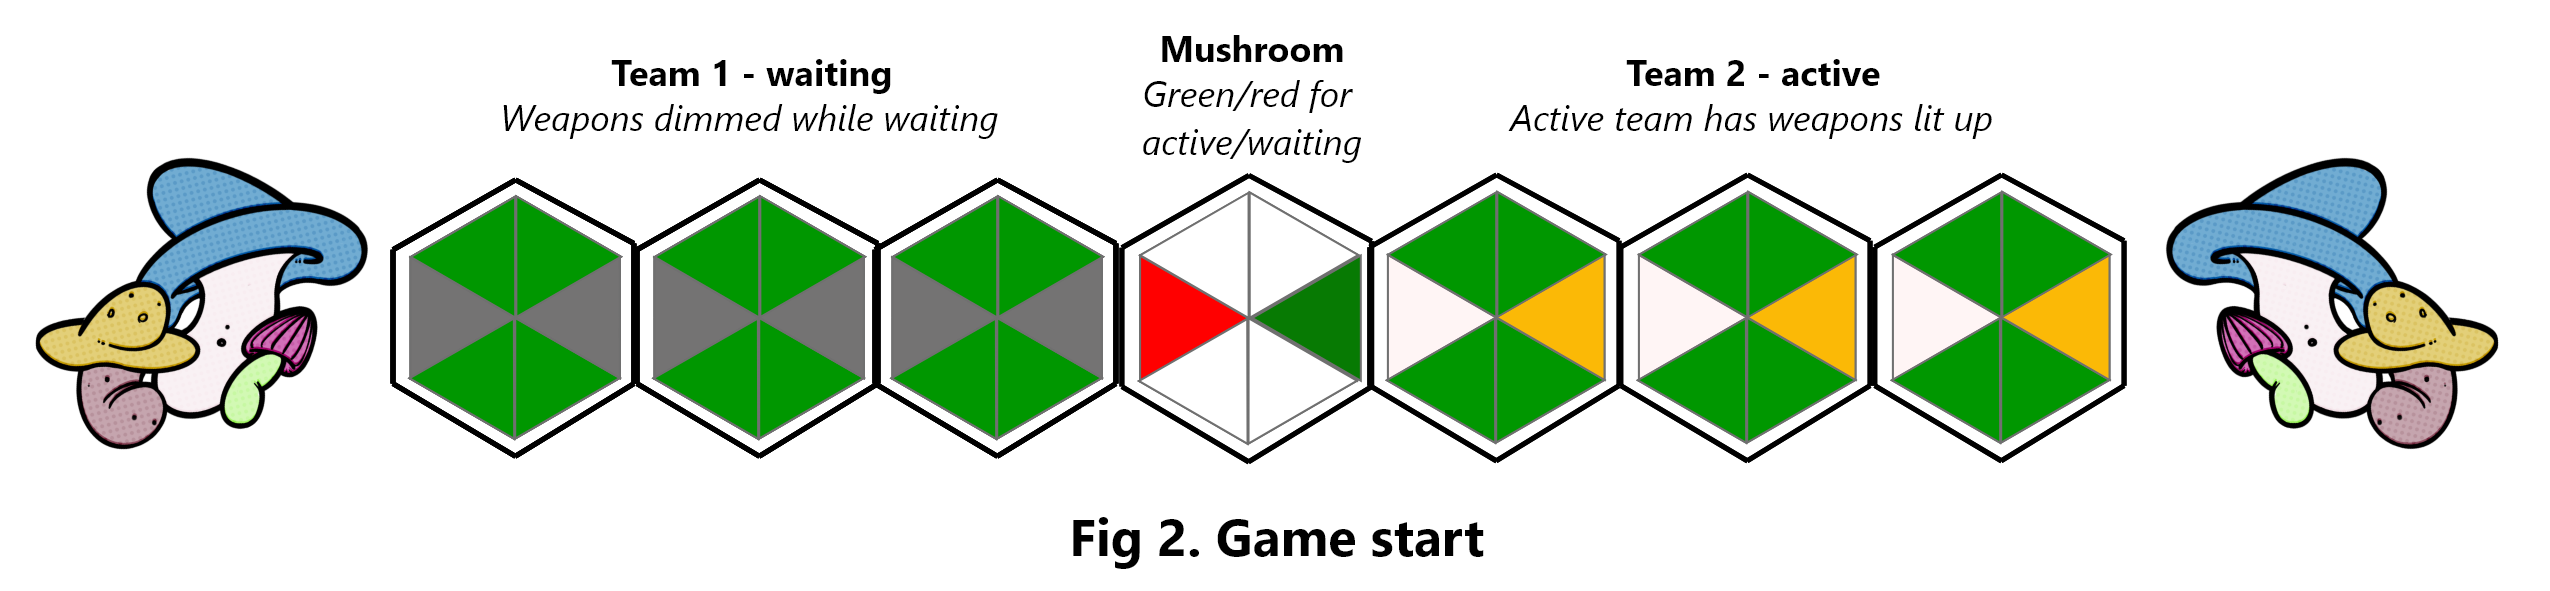 Team 1 - waiting
Weapons dimmed while waiting
Mushroom
Green/red for
active/waiting
Team 2 - active
Active team has weapons lit up
Fig 2. Game start